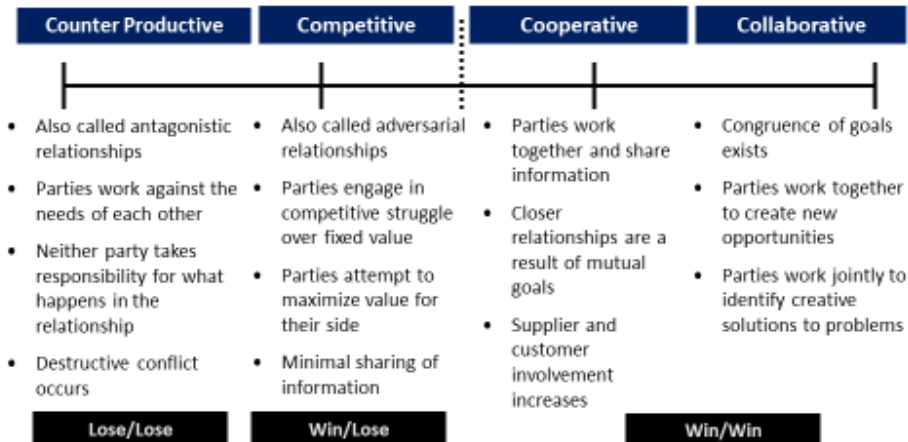 Counter Productive
Competitive
Cooperative
Collaborative
• Also called antagonistic
relationships
• Parties work against the
needs of each other
• Neither party takes
responsibility for what
happens in the
relationship
• Destructive conflict
occurs
• Also called adversarial
relationships
• Parties engage in
competitive struggle
over fixed value
• Parties attempt to
maximize value for
their side
• Minimal sharing of
information
• Parties work
together and share
information
• Closer
relationships are a
result of mutual
goals
• Supplier and
customer
involvement
increases
• Congruence of goals
exists
• Parties work together
to create new
opportunities
• Parties work jointly to
identify creative
solutions to problems
Lose/Lose
Win/Lose
Win/Win